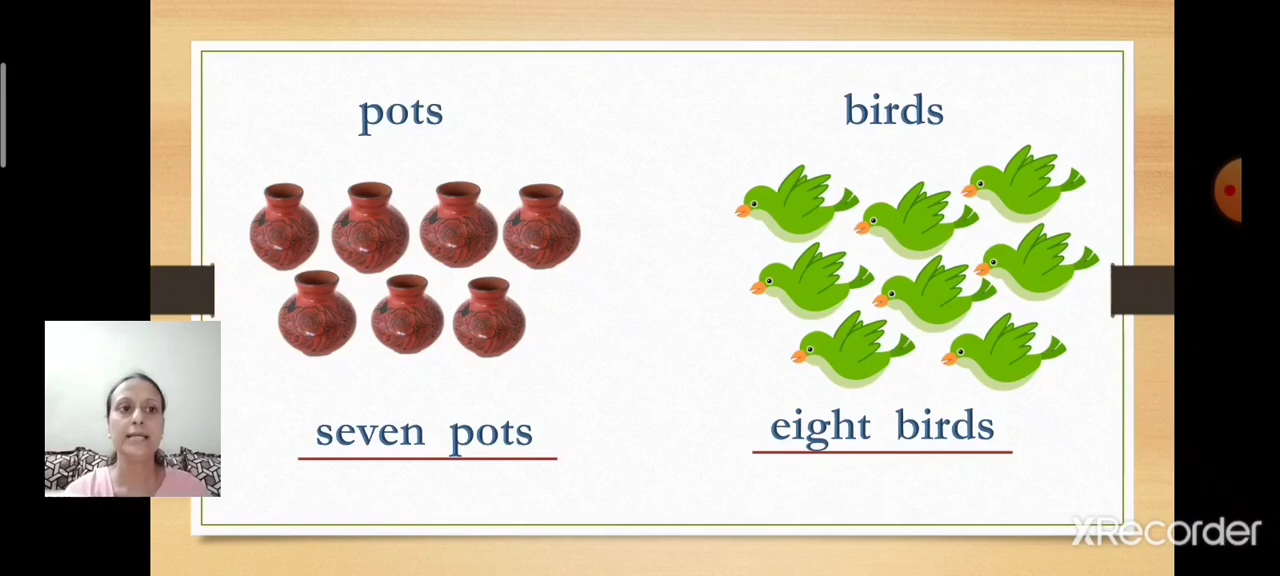 pots
birds
seven pots
eight birds
XRecorder